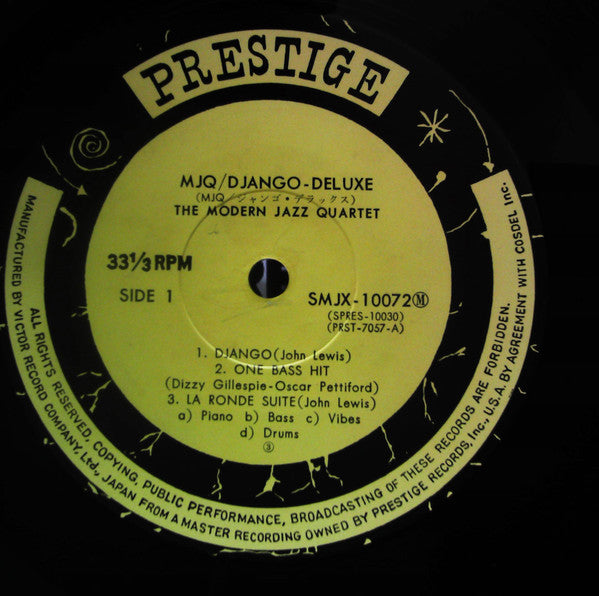 PRESTIGE
MJQ/DJANGO-DELUXE
(MJQ/ジャンゴ・デラックス)
THE MODERN JAZZ QUARTET
33 1/3 RPM
SIDE 1
SMJX-10072Ⓜ
(SPRES-10030)
(PRST-7057-A)
1. DJANGO(John Lewis)
2. ONE BASS HIT
(Dizzy Gillespie-Oscar Pettiford)
3. LA RONDE SUITE(John Lewis)
a) Piano b) Bass c) Vibes
d) Drums
③
ALL RIGHTS RESERVED, COPYING, PUBLIC PERFORMANCE, BROADCASTING OF THESE RECORDS ARE FORBIDDEN.
MANUFACTURED BY VICTOR RECORD COMPANY, Ltd., JAPAN FROM A MASTER RECORDING OWNED BY PRESTIGE RECORDS, Inc., U.S.A. BY AGREEMENT WITH COSDEL Inc.